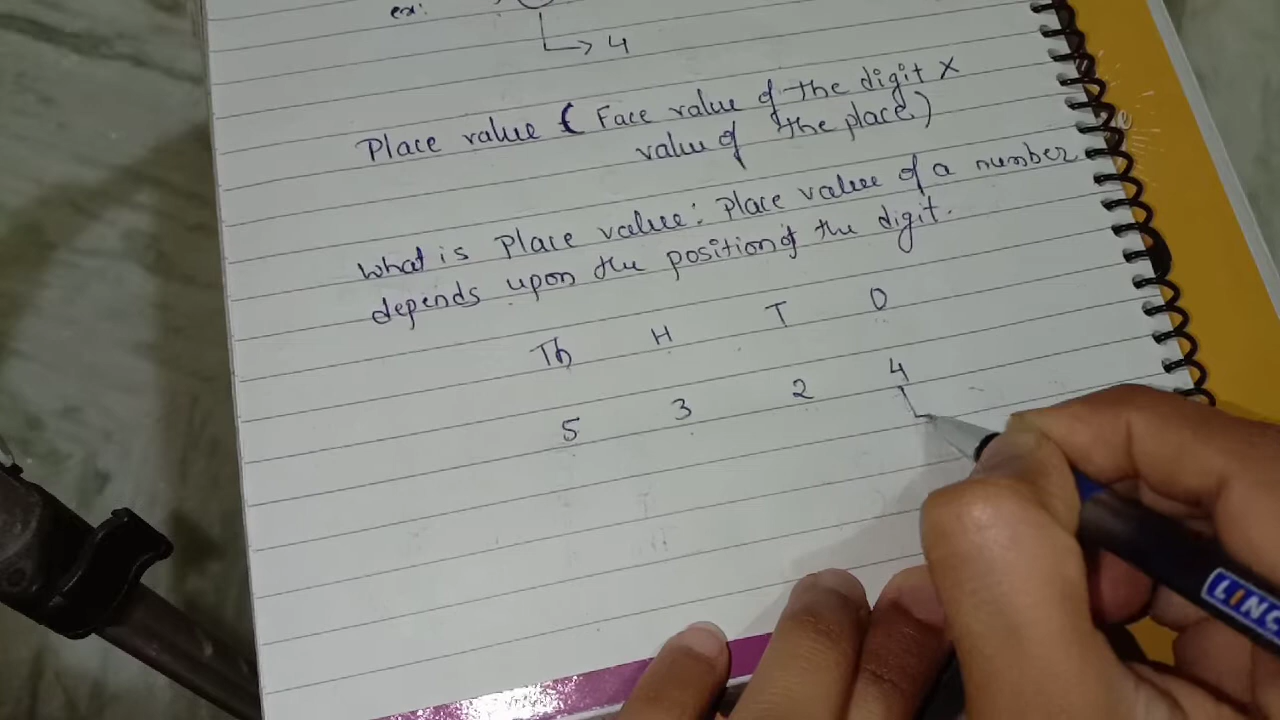 ex:
4
Place value ( Face value of the digit X
value of the place)
What is Place value: Place value of a number
depends upon the position of the digit.
Th H T O
5 3 2 4
LINC